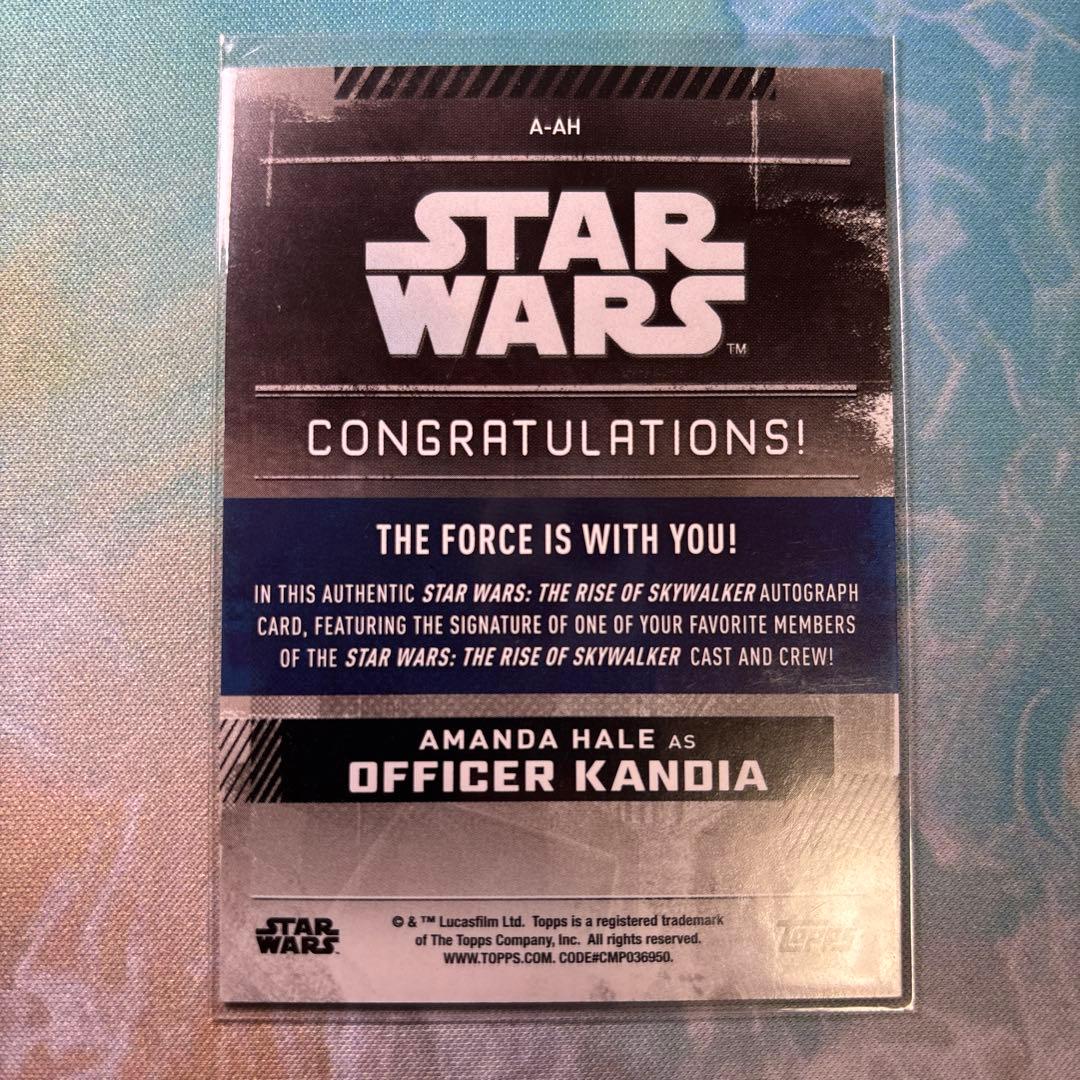 A-AH
STAR
WARS
TM
CONGRATULATIONS!
THE FORCE IS WITH YOU!
IN THIS AUTHENTIC STAR WARS: THE RISE OF SKYWALKER AUTOGRAPH
CARD, FEATURING THE SIGNATURE OF ONE OF YOUR FAVORITE MEMBERS
OF THE STAR WARS: THE RISE OF SKYWALKER CAST AND CREW!
AMANDA HALE AS
OFFICER KANDIA
STAR
WARS
© & ™ Lucasfilm Ltd. Topps is a registered trademark
of The Topps Company, Inc. All rights reserved.
WWW.TOPPS.COM. CODE#CMP036950.
Topps